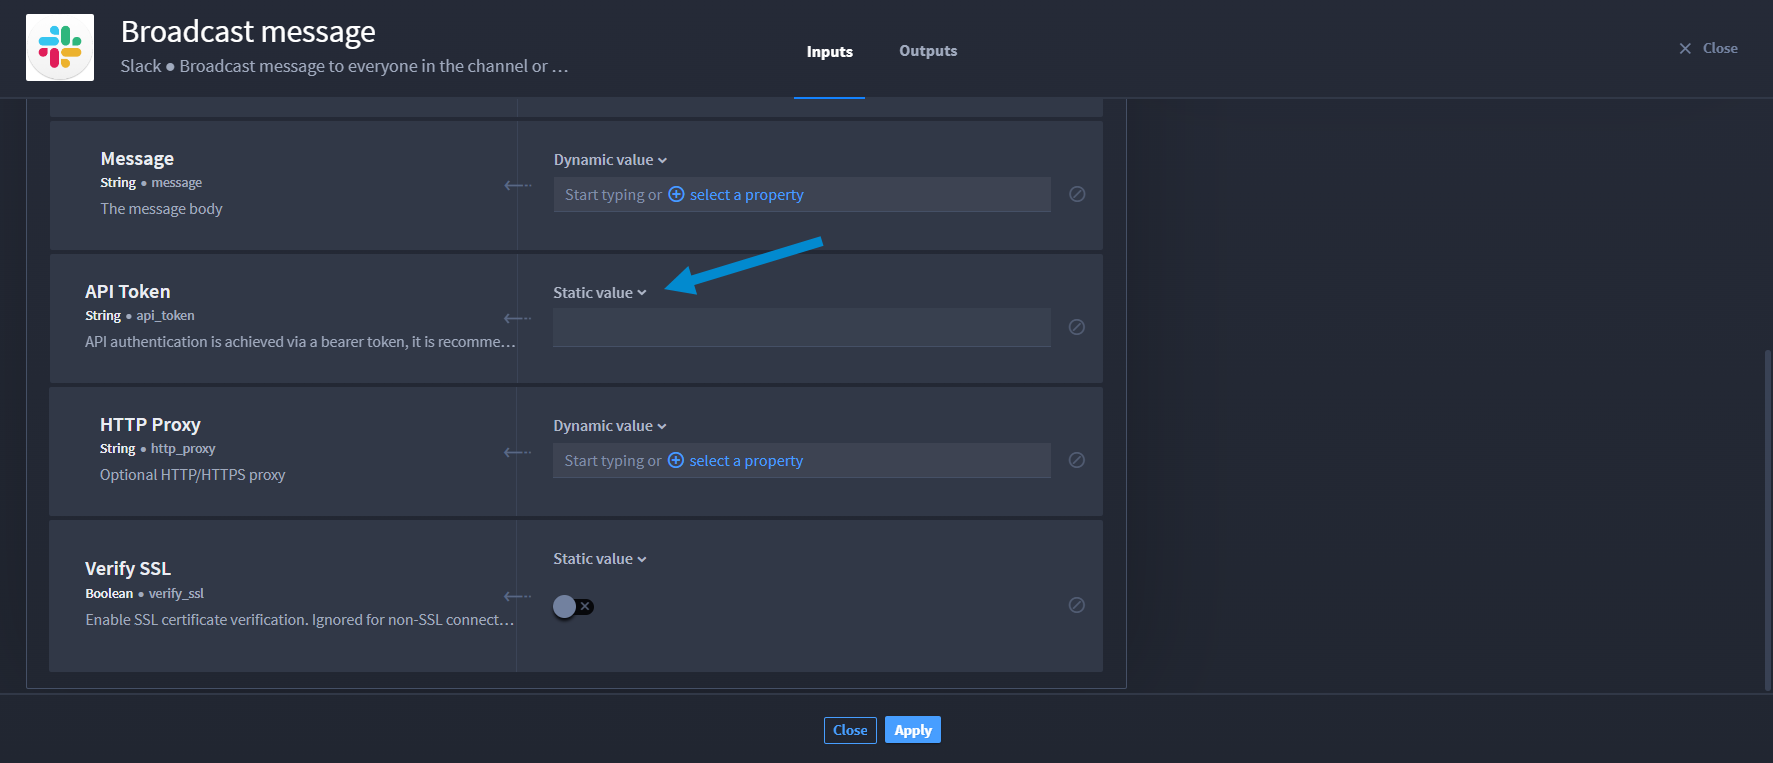 Broadcast message
Slack ● Broadcast message to everyone in the channel or …
Inputs
Outputs
Close
Message
String ● message
The message body
Dynamic value
Start typing or select a property
API Token
String ● api_token
API authentication is achieved via a bearer token, it is recomme…
Static value
HTTP Proxy
String ● http_proxy
Optional HTTP/HTTPS proxy
Dynamic value
Start typing or select a property
Verify SSL
Boolean ● verify_ssl
Enable SSL certificate verification. Ignored for non-SSL connect…
Static value
Close
Apply